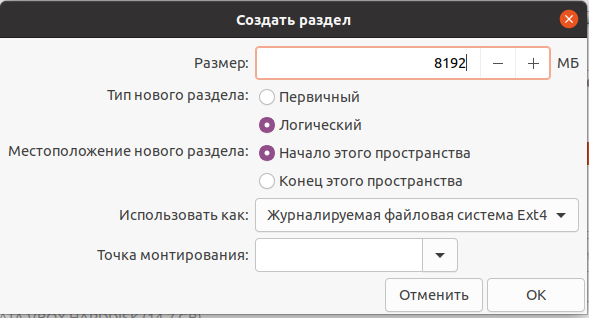 Создать раздел
Размер: 8192 МБ
Тип нового раздела: Первичный
Логический
Местоположение нового раздела: Начало этого пространства
Конец этого пространства
Использовать как: Журналируемая файловая система Ext4
Точка монтирования:
Отменить OK